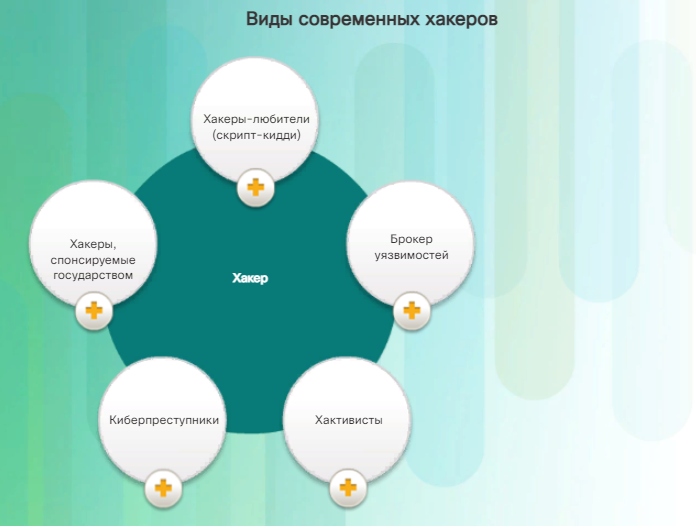 Виды современных хакеров
Хакеры-любители
(скрипт-кидди)
Хакеры,
спонсируемые
государством
Брокер
уязвимостей
Хакер
Киберпреступники
Хактивисты